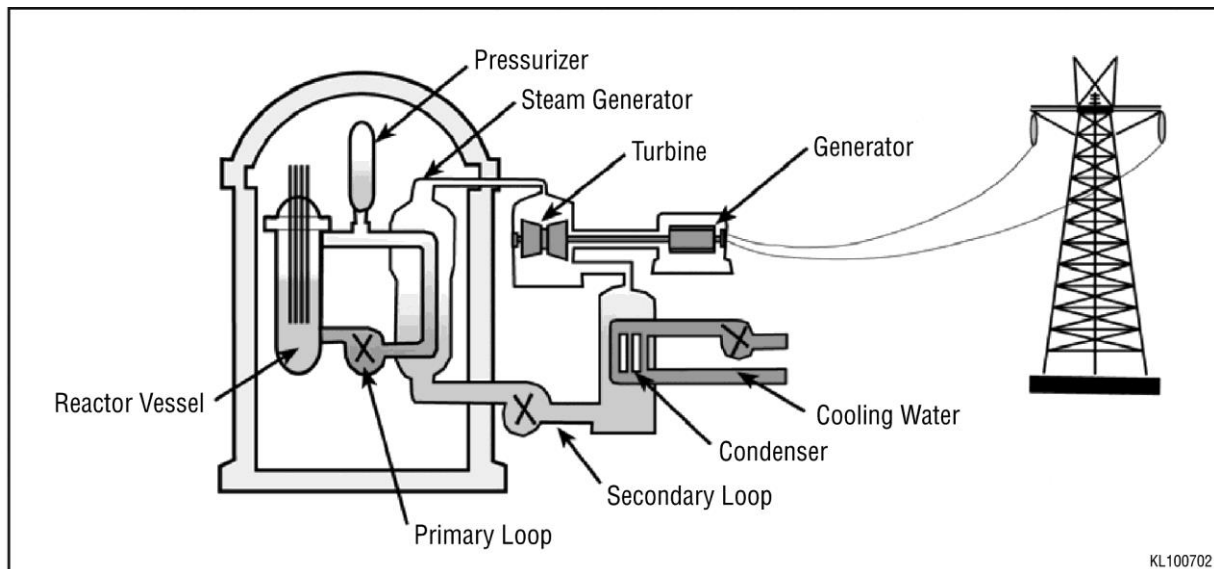 Pressurizer
Steam Generator
Turbine
Generator
Reactor Vessel
Cooling Water
Condenser
Secondary Loop
Primary Loop
KL100702